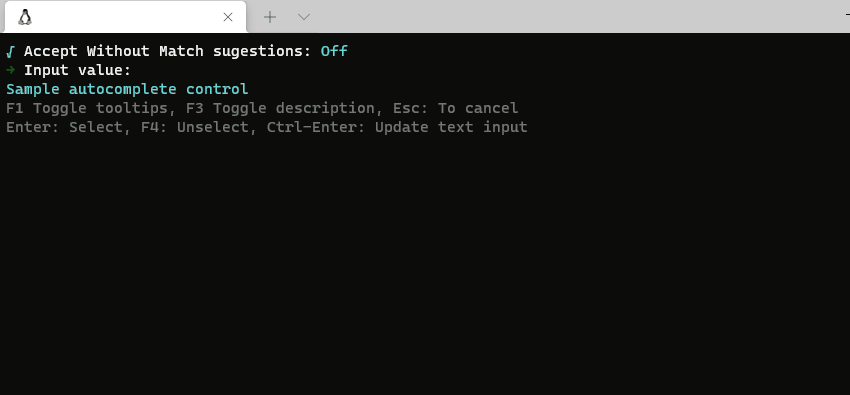 √ Accept Without Match sugestions: Off
→ Input value:
Sample autocomplete control
F1 Toggle tooltips, F3 Toggle description, Esc: To cancel
Enter: Select, F4: Unselect, Ctrl-Enter: Update text input